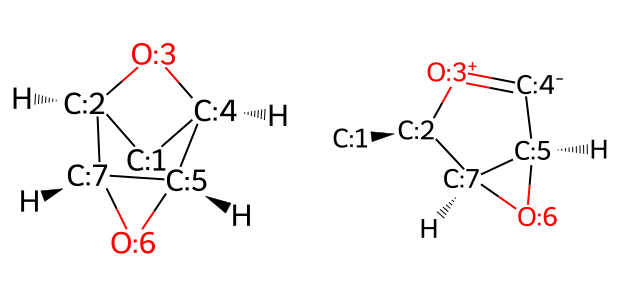 O:3
H C:2 C:4 H
C:1
C:7 C:5
H H
O:6
O:3+ C:4-
C:1 C:2
C:5 H
C:7
H O:6